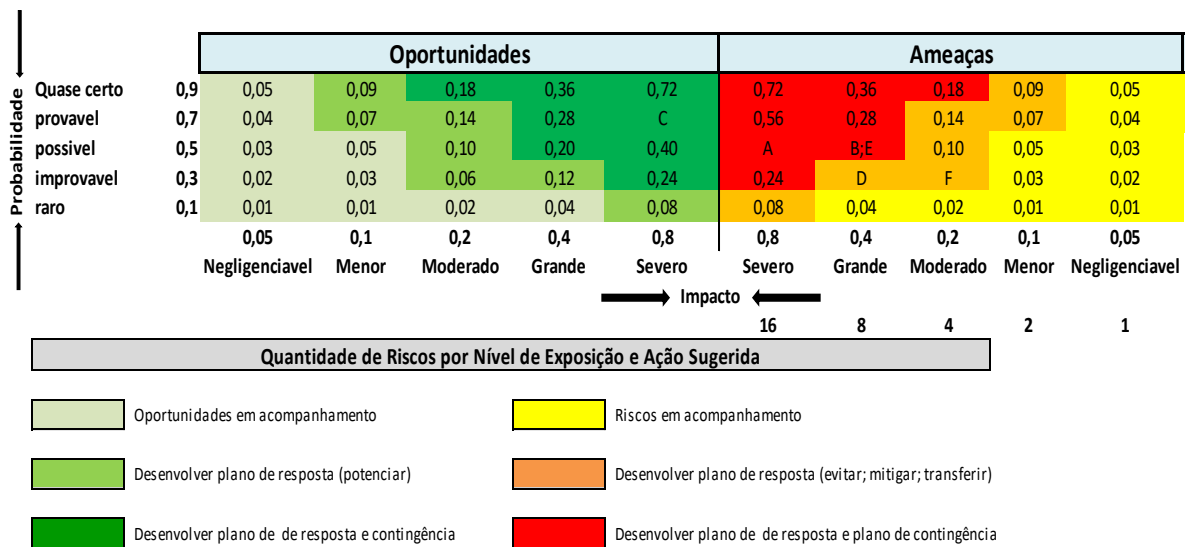 Oportunidades Ameaças
Probabilidade
Quase certo 0,9 0,05 0,09 0,18 0,36 0,72 0,72 0,36 0,18 0,09 0,05
provavel 0,7 0,04 0,07 0,14 0,28 C 0,56 0,28 0,14 0,07 0,04
possivel 0,5 0,03 0,05 0,10 0,20 0,40 A B;E 0,10 0,05 0,03
improvavel 0,3 0,02 0,03 0,06 0,12 0,24 0,24 D F 0,03 0,02
raro 0,1 0,01 0,01 0,02 0,04 0,08 0,08 0,04 0,02 0,01 0,01
0,05 0,1 0,2 0,4 0,8 0,8 0,4 0,2 0,1 0,05
Negligenciavel Menor Moderado Grande Severo Severo Grande Moderado Menor Negligenciavel
Impacto
16 8 4 2 1
Quantidade de Riscos por Nível de Exposição e Ação Sugerida
Oportunidades em acompanhamento Riscos em acompanhamento
Desenvolver plano de resposta (potenciar) Desenvolver plano de resposta (evitar; mitigar; transferir)
Desenvolver plano de de resposta e contingência Desenvolver plano de de resposta e plano de contingência